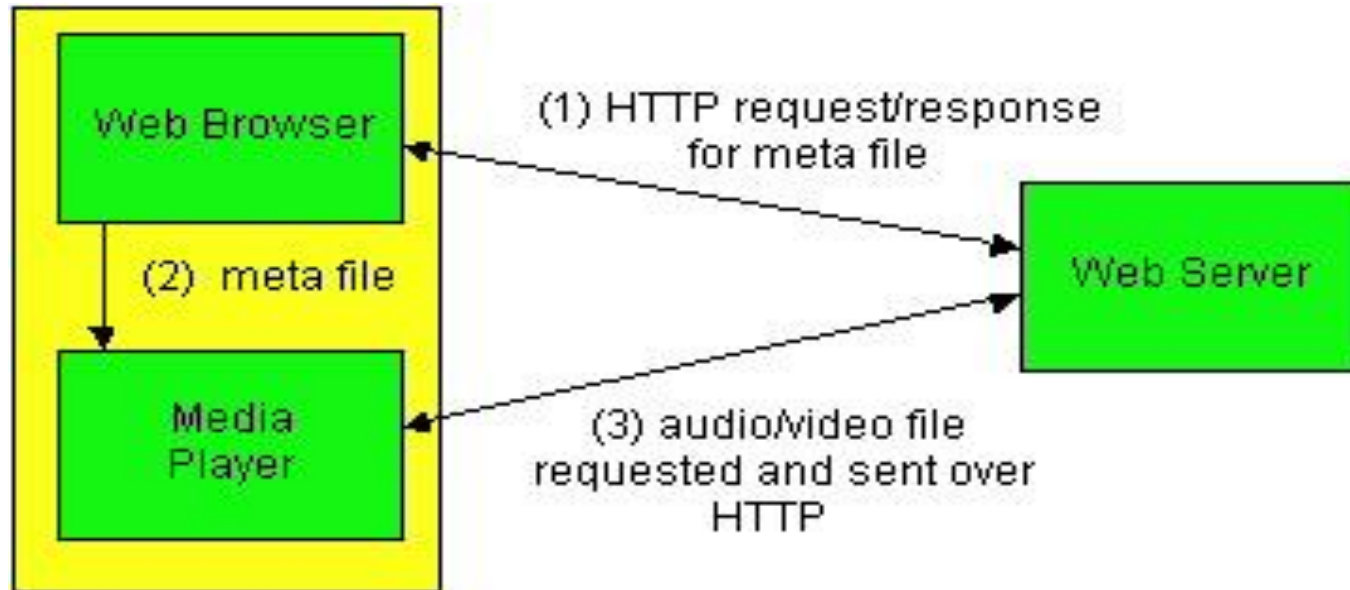 Web Browser
(1) HTTP request/response
for meta file
Web Server
(2) meta file
Media
Player
(3) audio/video file
requested and sent over
HTTP